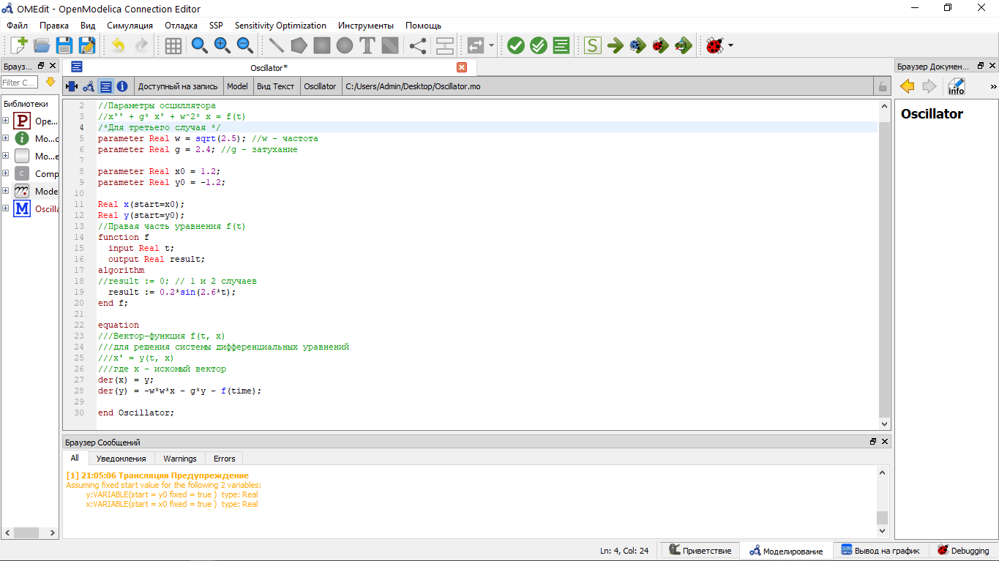 OMEdit - OpenModelica Connection Editor
Файл Правка Вид Симуляция Отладка SSP Sensitivity Optimization Инструменты Помощь
Брауз...
Oscillator*
Браузер Докумен...
Filter C...
Доступный на запись Model Вид Текст Oscillator C:/Users/Admin/Desktop/Oscillator.mo
Библиотеки
P Ope...
Mo...c
Mo...e
C Comp
Mode
M Oscilla
2 //Параметры осциллятора
3 //x'' + g* x' + w^2* x = f(t)
4 /*Для третьего случая */
5 parameter Real w = sqrt(2.5); //w - частота
6 parameter Real g = 2.4; //g - затухание
7
8 parameter Real x0 = 1.2;
9 parameter Real y0 = -1.2;
10
11 Real x(start=x0);
12 Real y(start=y0);
13 //Правая часть уравнения f(t)
14 function f
15 input Real t;
16 output Real result;
17 algorithm
18 //result := 0; // 1 и 2 случаев
19 result := 0.2*sin(2.6*t);
20 end f;
21
22 equation
23 ///Вектор-функция f(t, x)
24 ///для решения системы дифференциальных уравнений
25 ///x' = y(t, x)
26 ///где x - искомый вектор
27 der(x) = y;
28 der(y) = -w*w*x - g*y - f(time);
29
30 end Oscillator;
info
»
Oscillator
Браузер Сообщений
All Уведомления Warnings Errors
[1] 21:05:06 Трансляция Предупреждение
Assuming fixed start value for the following 2 variables:
y:VARIABLE(start = y0 fixed = true ) type: Real
x:VARIABLE(start = x0 fixed = true ) type: Real
Ln: 4, Col: 24 Приветствие Моделирование Вывод на график Debugging